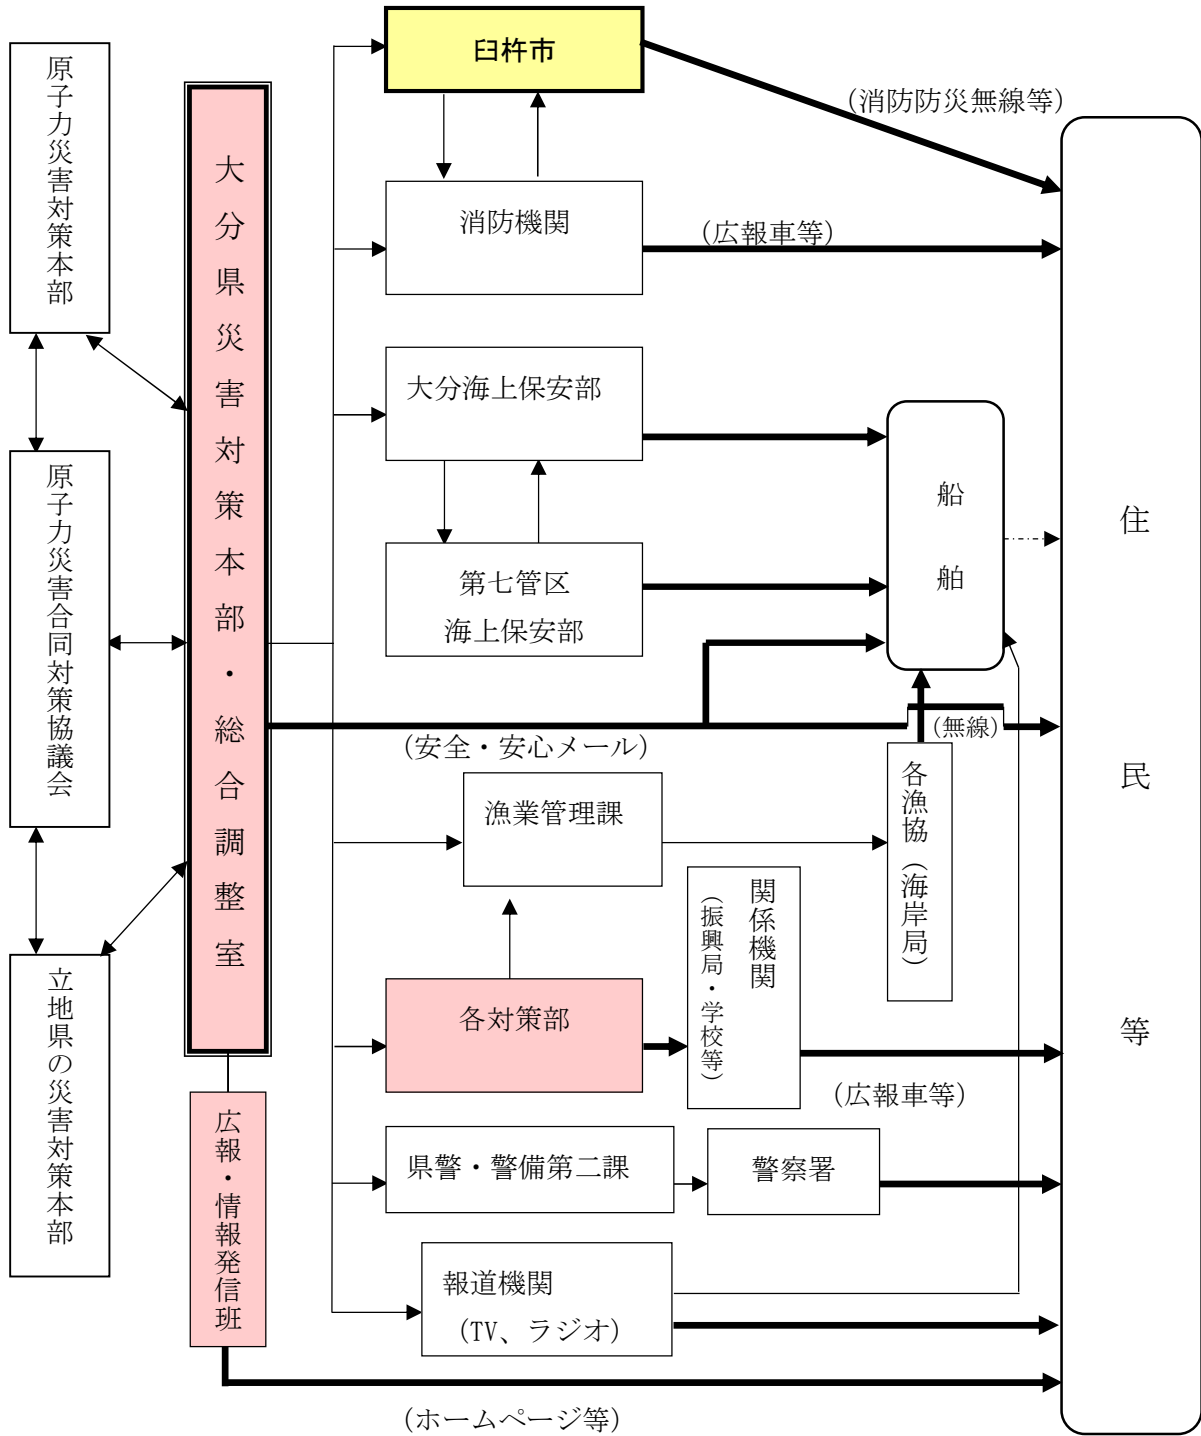 原子力災害対策本部
原子力災害合同対策協議会
立地県の災害対策本部
大分県災害対策本部・総合調整室
広報・情報発信班
臼杵市
(消防防災無線等)
消防機関
(広報車等)
大分海上保安部
第七管区
海上保安部
船舶
(安全・安心メール)
(無線)
漁業管理課
各漁協(海岸局)
各対策部
関係機関
(振興局・学校等)
(広報車等)
県警・警備第二課
警察署
報道機関
(TV、ラジオ)
(ホームページ等)
住民等